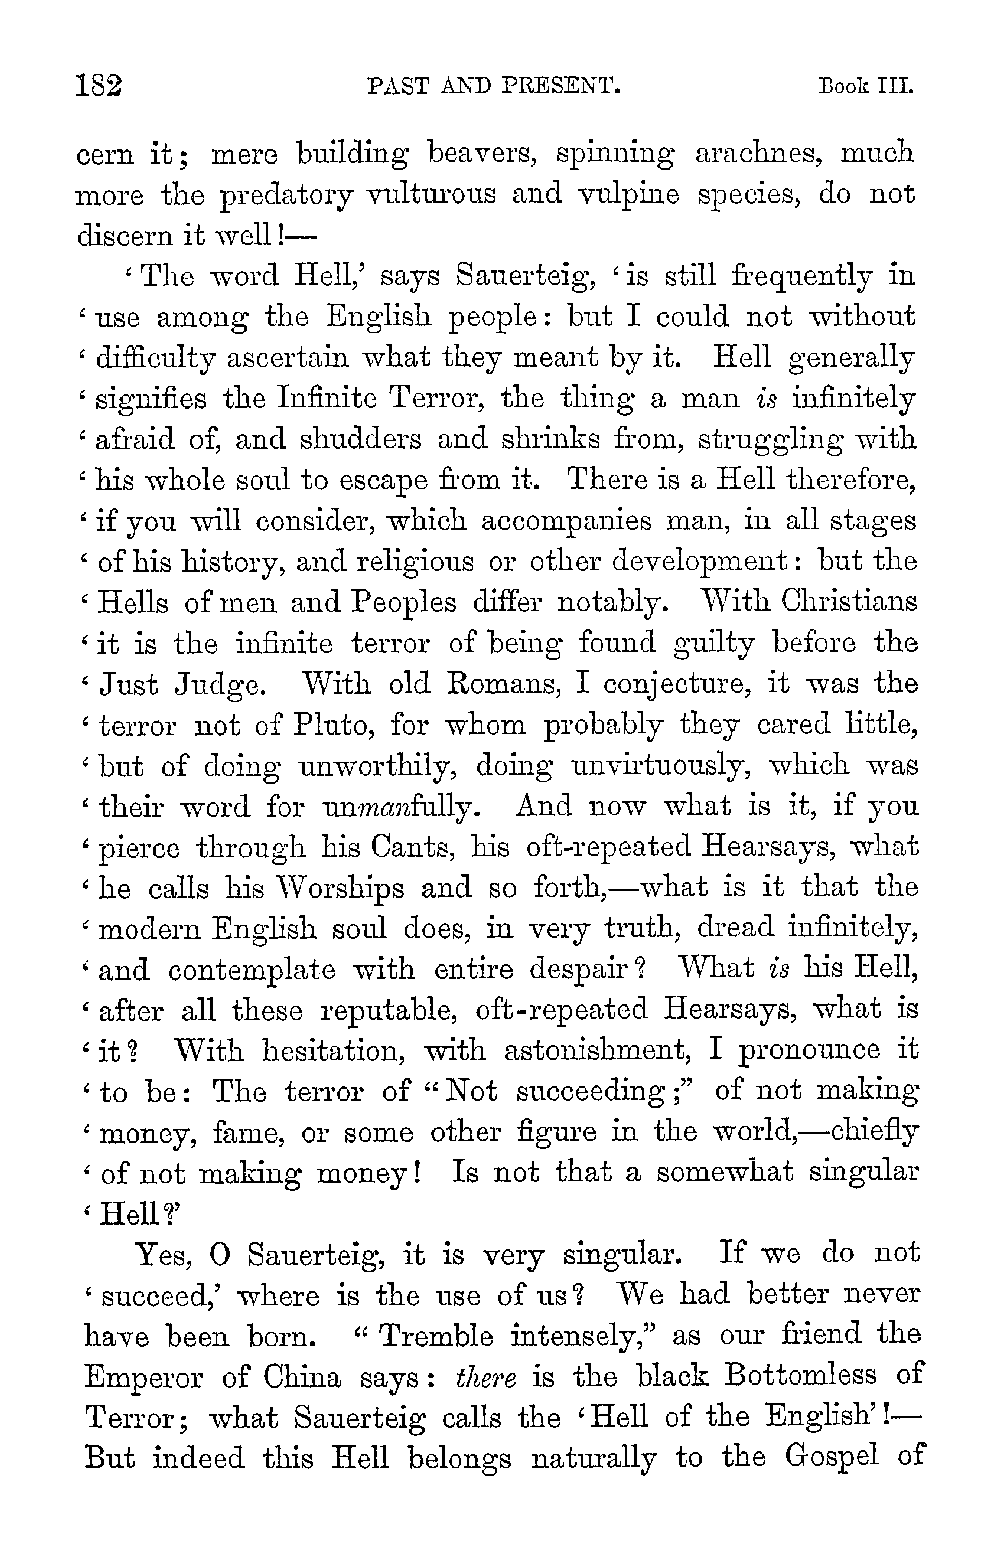 182 PAST AND PRESENT. Book III.
cern it; mere building beavers, spinning arachnes, much
more the predatory vulturous and vulpine species, do not
discern it well!—
‘The word Hell,’ says Sauerteig, ‘is still frequently in
‘use among the English people: but I could not without
‘difficulty ascertain what they meant by it. Hell generally
‘signifies the Infinite Terror, the thing a man is infinitely
‘afraid of, and shudders and shrinks from, struggling with
‘his whole soul to escape from it. There is a Hell therefore,
‘if you will consider, which accompanies man, in all stages
‘of his history, and religious or other development: but the
‘Hells of men and Peoples differ notably. With Christians
‘it is the infinite terror of being found guilty before the
‘Just Judge. With old Romans, I conjecture, it was the
‘terror not of Pluto, for whom probably they cared little,
‘but of doing unworthily, doing unvirtuously, which was
‘their word for unmanfully. And now what is it, if you
‘pierce through his Cants, his oft-repeated Hearsays, what
‘he calls his Worships and so forth,—what is it that the
‘modern English soul does, in very truth, dread infinitely,
‘and contemplate with entire despair? What is his Hell,
‘after all these reputable, oft-repeated Hearsays, what is
‘it? With hesitation, with astonishment, I pronounce it
‘to be: The terror of “Not succeeding;” of not making
‘money, fame, or some other figure in the world,—chiefly
‘of not making money! Is not that a somewhat singular
‘Hell?’
Yes, O Sauerteig, it is very singular. If we do not
‘succeed,’ where is the use of us? We had better never
have been born. “Tremble intensely,” as our friend the
Emperor of China says: there is the black Bottomless of
Terror; what Sauerteig calls the ‘Hell of the English’!—
But indeed this Hell belongs naturally to the Gospel of